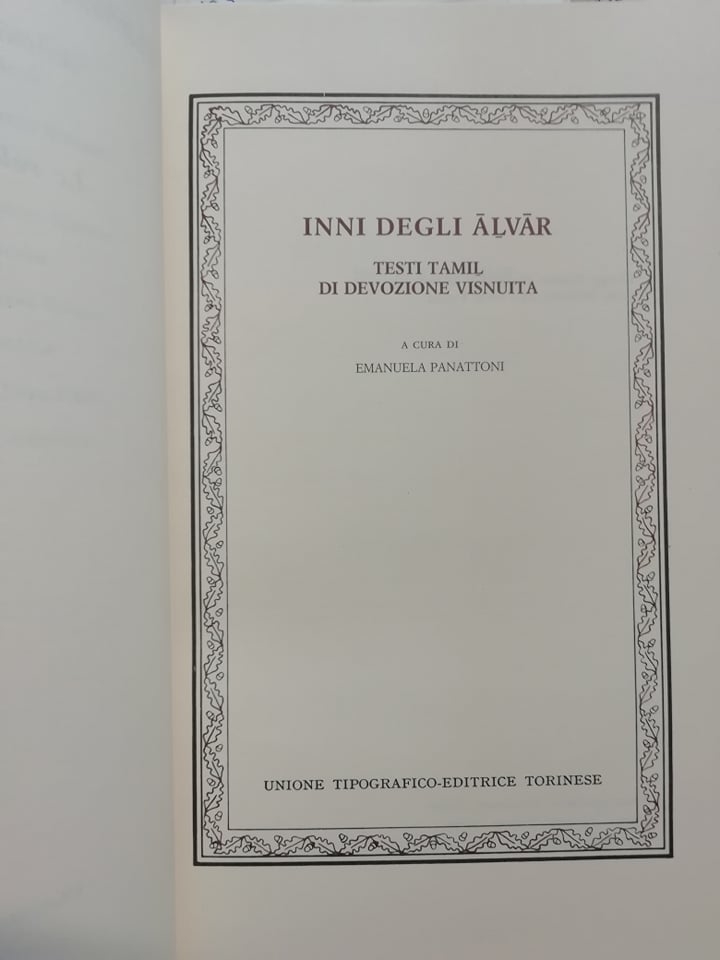 INNI DEGLI ĀḺVĀR
TESTI TAMIḺ
DI DEVOZIONE VISNUITA
A CURA DI
EMANUELA PANATTONI
UNIONE TIPOGRAFICO-EDITRICE TORINESE